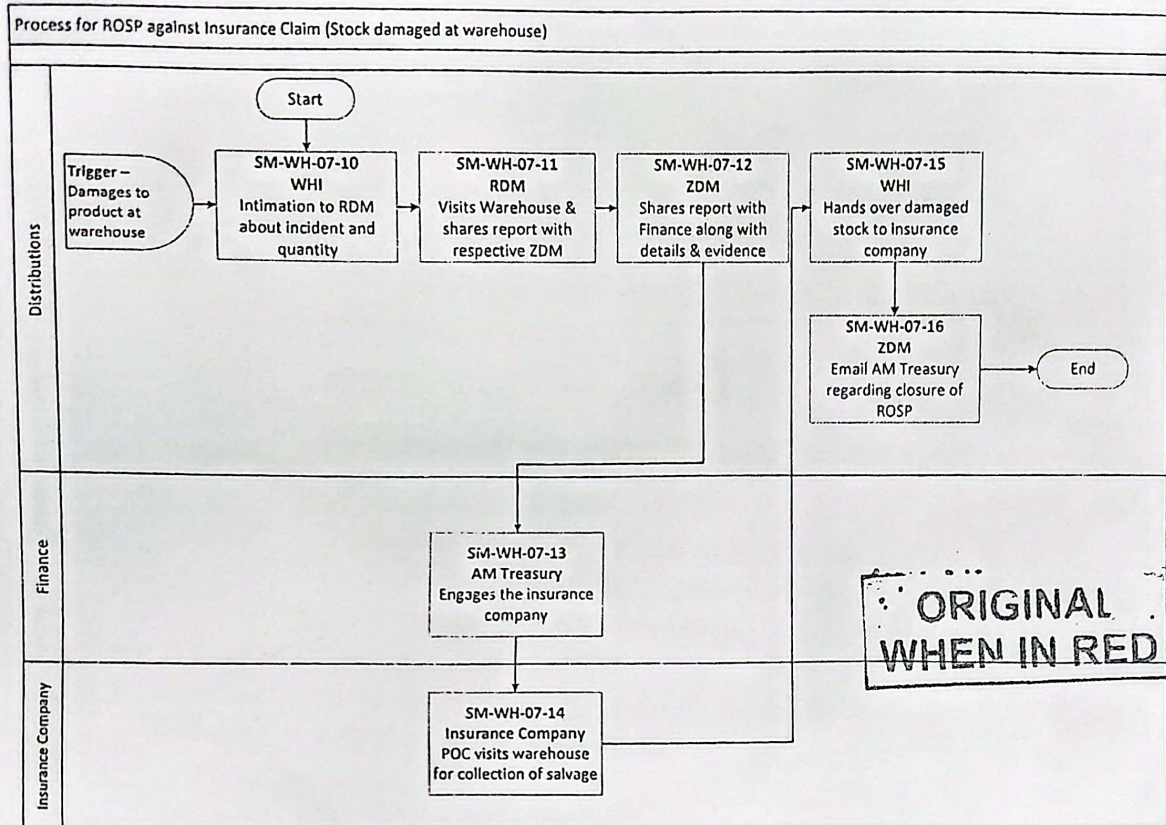 Process for ROSP against Insurance Claim (Stock damaged at warehouse)
Distributions
Start
Trigger –
Damages to
product at
warehouse
SM-WH-07-10
WHI
Intimation to RDM
about incident and
quantity
SM-WH-07-11
RDM
Visits Warehouse &
shares report with
respective ZDM
SM-WH-07-12
ZDM
Shares report with
Finance along with
details & evidence
SM-WH-07-15
WHI
Hands over damaged
stock to insurance
company
SM-WH-07-16
ZDM
Email AM Treasury
regarding closure of
ROSP
End
Finance
SM-WH-07-13
AM Treasury
Engages the insurance
company
ORIGINAL
WHEN IN RED
Insurance Company
SM-WH-07-14
Insurance Company
POC visits warehouse
for collection of salvage